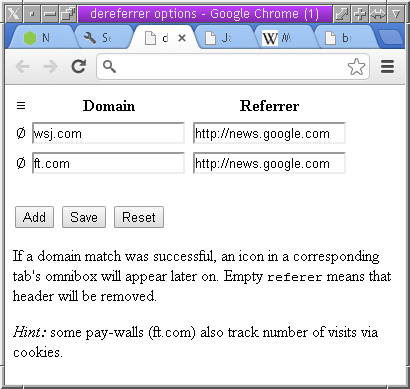 dereferrer options - Google Chrome (1)
N Sc d Ja W M ba
≡ Domain Referrer
Ø wsj.com http://news.google.com
Ø ft.com http://news.google.com
Add Save Reset
If a domain match was successful, an icon in a corresponding
tab's omnibox will appear later on. Empty referer means that
header will be removed.
Hint: some pay-walls (ft.com) also track number of visits via
cookies.